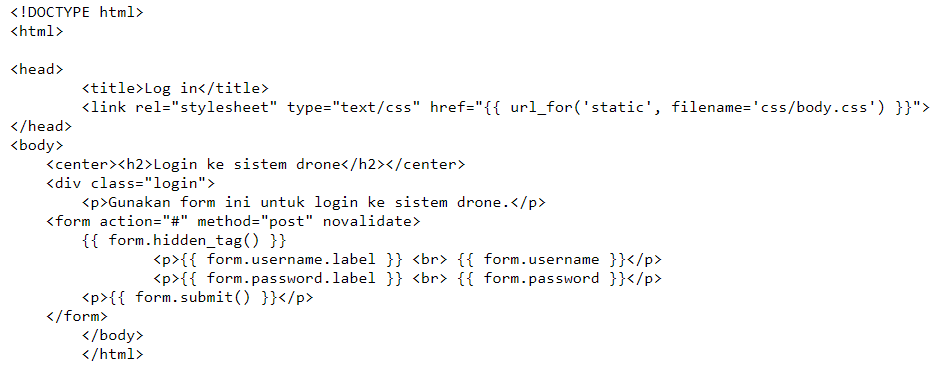 <!DOCTYPE html>
<html>
<head>
<title>Log in</title>
<link rel="stylesheet" type="text/css" href="{{ url_for('static', filename='css/body.css') }}">
</head>
<body>
<center><h2>Login ke sistem drone</h2></center>
<div class="login">
<p>Gunakan form ini untuk login ke sistem drone.</p>
<form action="#" method="post" novalidate>
{{ form.hidden_tag() }}
<p>{{ form.username.label }} <br> {{ form.username }}</p>
<p>{{ form.password.label }} <br> {{ form.password }}</p>
<p>{{ form.submit() }}</p>
</form>
</body>
</html>